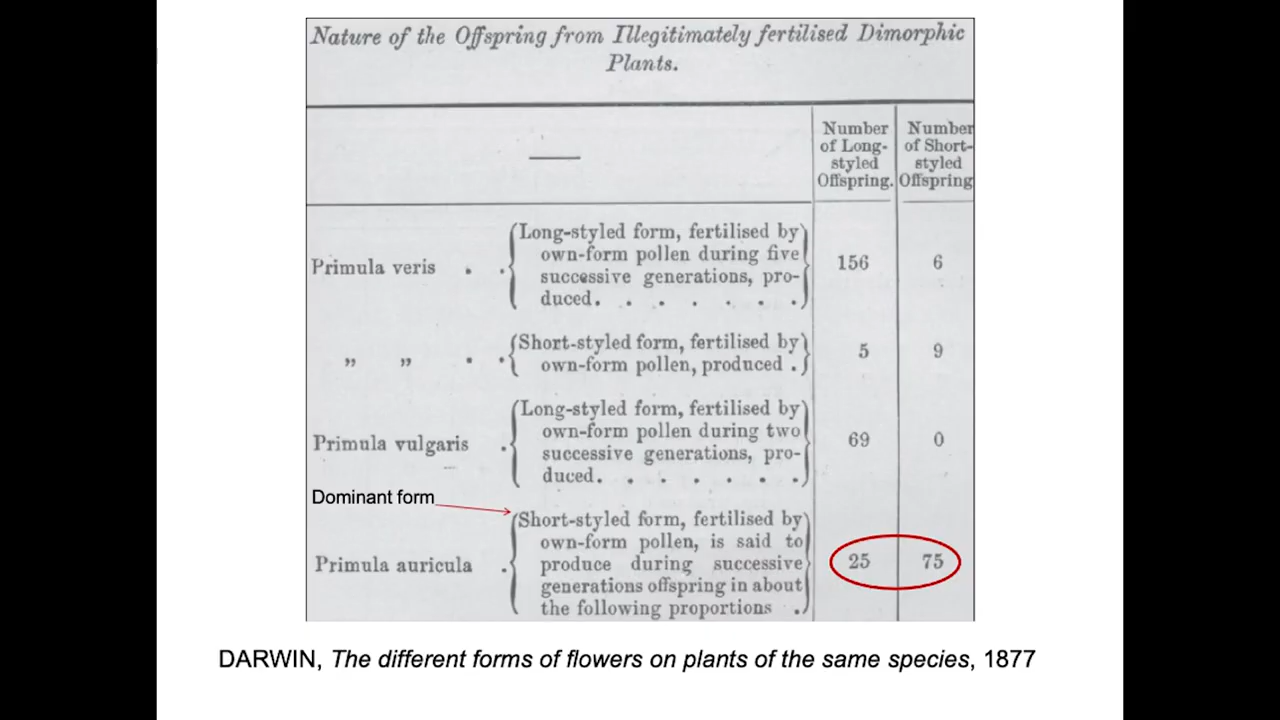 Nature of the Offspring from Illegitimately fertilised Dimorphic
Plants.
Number
of Long-
styled
Offspring.
Number
of Short-
styled
Offspring
Primula veris . .
Long-styled form, fertilised by
own-form pollen during five
successive generations, pro-
duced. . . . . . .
156
6
„ „ . .
Short-styled form, fertilised by
own-form pollen, produced .
5
9
Primula vulgaris .
Long-styled form, fertilised by
own-form pollen during two
successive generations, pro-
duced. . . . . . .
69
0
Dominant form
Primula auricula .
Short-styled form, fertilised by
own-form pollen, is said to
produce during successive
generations offspring in about
the following proportions .
25
75
DARWIN, The different forms of flowers on plants of the same species, 1877